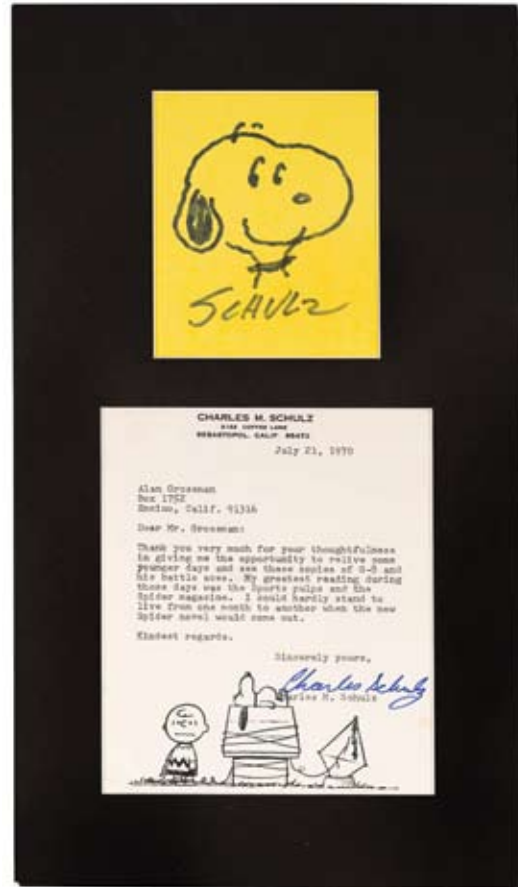 SCHULZ
CHARLES M. SCHULZ
COFFEE LANE
SEBASTOPOL, CALIF 95472
July 21, 1970
Alan Grossman
Box 1752
Encino, Calif. 91316
Dear Mr. Grossman:
Thank you very much for your thoughtfulness
in giving me the opportunity to relive some
younger days and see these copies of G-8 and
his battle aces. My greatest reading during
those days was the Sports pulps and the
Spider magazine. I could hardly stand to
live from one month to another when the new
Spider novel would come out.
Kindest regards.
Sincerely yours,
Charles Schulz
Charles M. Schulz